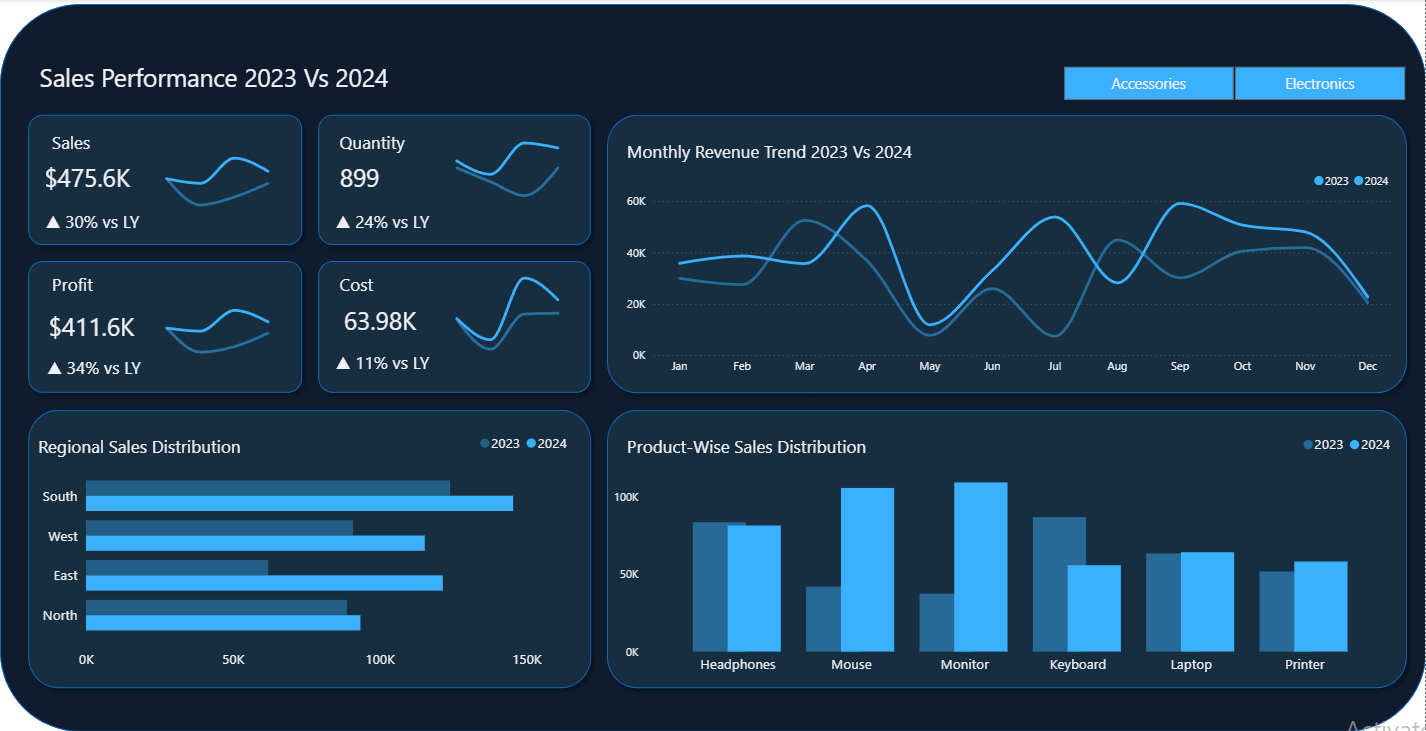 Sales Performance 2023 Vs 2024
Accessories
Electronics
Sales
$475.6K
▲ 30% vs LY
Quantity
899
▲ 24% vs LY
Profit
$411.6K
▲ 34% vs LY
Cost
63.98K
▲ 11% vs LY
Monthly Revenue Trend 2023 Vs 2024
2023 2024
60K
40K
20K
0K
Jan Feb Mar Apr May Jun Jul Aug Sep Oct Nov Dec
Regional Sales Distribution
2023 2024
South
West
East
North
0K 50K 100K 150K
Product-Wise Sales Distribution
2023 2024
100K
50K
0K
Headphones Mouse Monitor Keyboard Laptop Printer